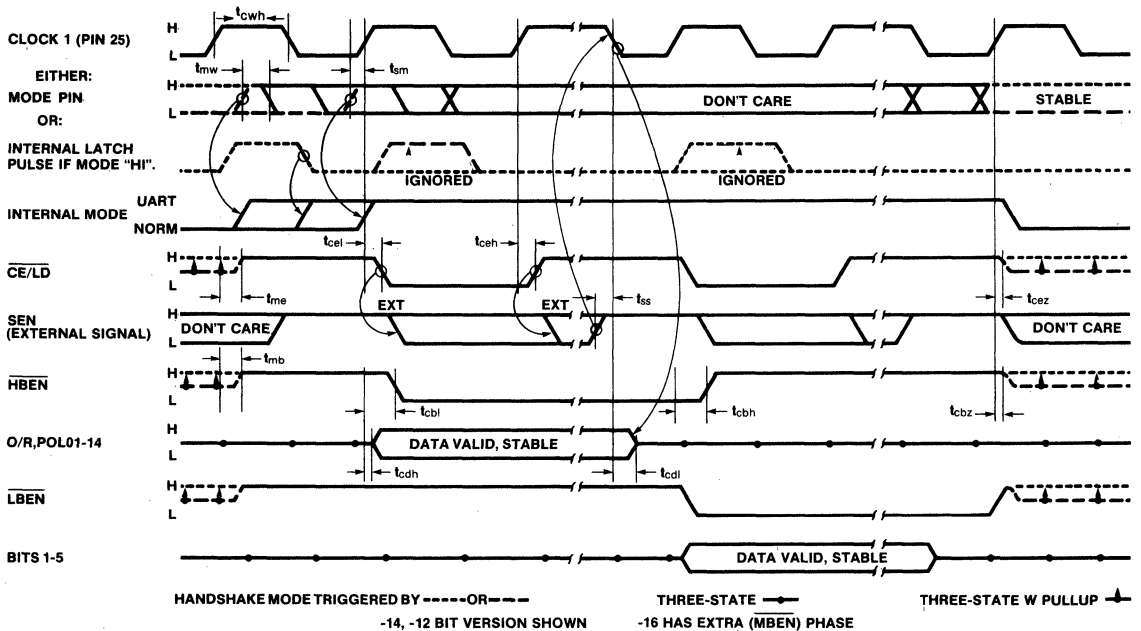 t_cwh
H
CLOCK 1 (PIN 25)
L
EITHER:
t_mw
t_sm
H
MODE PIN
DON'T CARE
STABLE
L
OR:
INTERNAL LATCH
PULSE IF MODE "HI".
IGNORED
IGNORED
UART
INTERNAL MODE
NORM
t_cel
t_ceh
H
CE/LD
L
t_me
EXT
EXT
t_ss
t_cez
H
SEN
DON'T CARE
DON'T CARE
(EXTERNAL SIGNAL)
L
t_mb
H
HBEN
L
t_cbl
t_cbh
t_cbz
H
O/R,POL01-14
DATA VALID, STABLE
L
t_cdh
t_cdl
H
LBEN
L
BITS 1-5
DATA VALID, STABLE
HANDSHAKE MODE TRIGGERED BY ----- OR — — —
THREE-STATE
THREE-STATE W PULLUP
-14, -12 BIT VERSION SHOWN
-16 HAS EXTRA (MBEN) PHASE